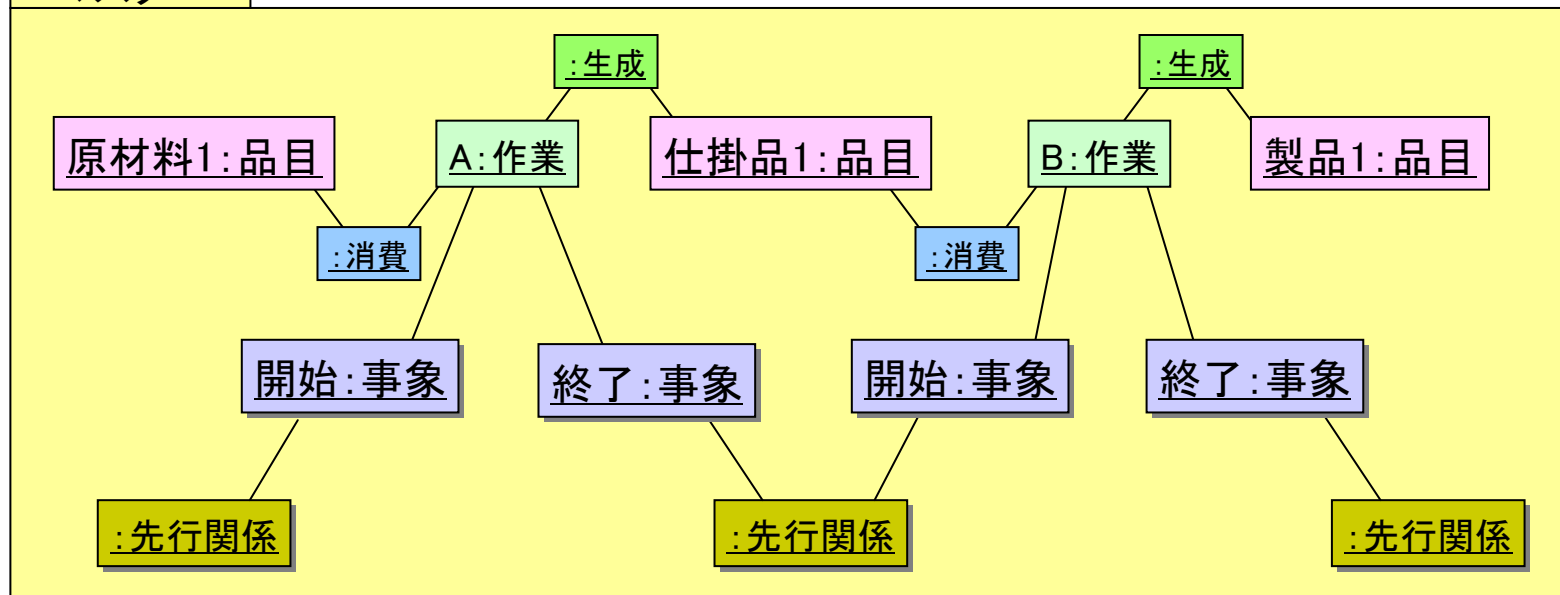 :生成
:生成
原材料1:品目
A:作業
仕掛品1:品目
B:作業
製品1:品目
:消費
:消費
開始:事象
終了:事象
開始:事象
終了:事象
:先行関係
:先行関係
:先行関係